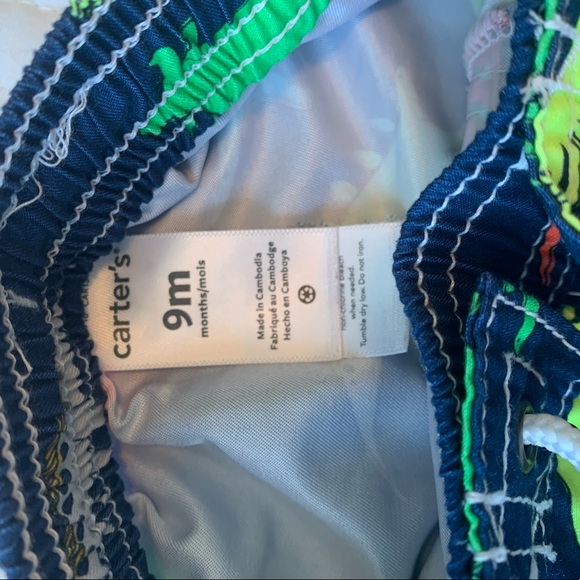 carter's
9m
months/mois
Made in Cambodia
Fabriqué au Cambodge
Hecho en Camboya
non-chlorine bleach
when needed.
Tumble dry low. Do not iron.